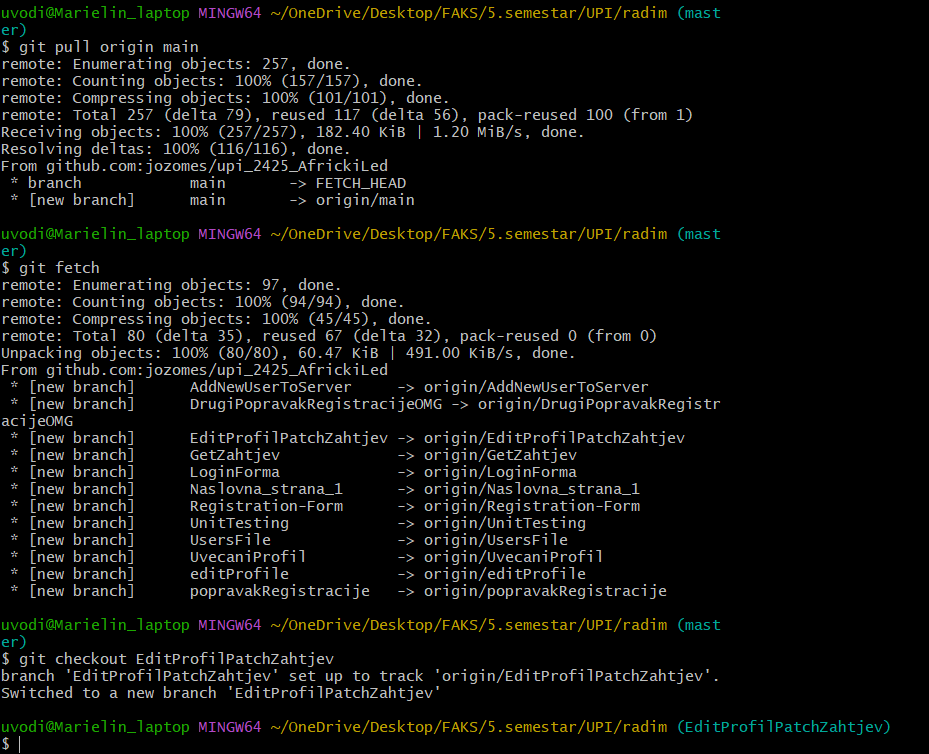 uvodi@Marielin_laptop MINGW64 ~/OneDrive/Desktop/FAKS/5.semestar/UPI/radim (mast
er)
$ git pull origin main
remote: Enumerating objects: 257, done.
remote: Counting objects: 100% (157/157), done.
remote: Compressing objects: 100% (101/101), done.
remote: Total 257 (delta 79), reused 117 (delta 56), pack-reused 100 (from 1)
Receiving objects: 100% (257/257), 182.40 KiB | 1.20 MiB/s, done.
Resolving deltas: 100% (116/116), done.
From github.com:jozomes/upi_2425_AfrickiLed
 * branch            main       -> FETCH_HEAD
 * [new branch]      main       -> origin/main
uvodi@Marielin_laptop MINGW64 ~/OneDrive/Desktop/FAKS/5.semestar/UPI/radim (mast
er)
$ git fetch
remote: Enumerating objects: 97, done.
remote: Counting objects: 100% (94/94), done.
remote: Compressing objects: 100% (45/45), done.
remote: Total 80 (delta 35), reused 67 (delta 32), pack-reused 0 (from 0)
Unpacking objects: 100% (80/80), 60.47 KiB | 491.00 KiB/s, done.
From github.com:jozomes/upi_2425_AfrickiLed
 * [new branch]      AddNewUserToServer     -> origin/AddNewUserToServer
 * [new branch]      DrugiPopravakRegistracijeOMG -> origin/DrugiPopravakRegistr
acijeOMG
 * [new branch]      EditProfilPatchZahtjev -> origin/EditProfilPatchZahtjev
 * [new branch]      GetZahtjev             -> origin/GetZahtjev
 * [new branch]      LoginForma             -> origin/LoginForma
 * [new branch]      Naslovna_strana_1      -> origin/Naslovna_strana_1
 * [new branch]      Registration-Form      -> origin/Registration-Form
 * [new branch]      UnitTesting            -> origin/UnitTesting
 * [new branch]      UsersFile              -> origin/UsersFile
 * [new branch]      UvecaniProfil          -> origin/UvecaniProfil
 * [new branch]      editProfile            -> origin/editProfile
 * [new branch]      popravakRegistracije   -> origin/popravakRegistracije
uvodi@Marielin_laptop MINGW64 ~/OneDrive/Desktop/FAKS/5.semestar/UPI/radim (mast
er)
$ git checkout EditProfilPatchZahtjev
branch 'EditProfilPatchZahtjev' set up to track 'origin/EditProfilPatchZahtjev'.
Switched to a new branch 'EditProfilPatchZahtjev'
uvodi@Marielin_laptop MINGW64 ~/OneDrive/Desktop/FAKS/5.semestar/UPI/radim (EditProfilPatchZahtjev)
$